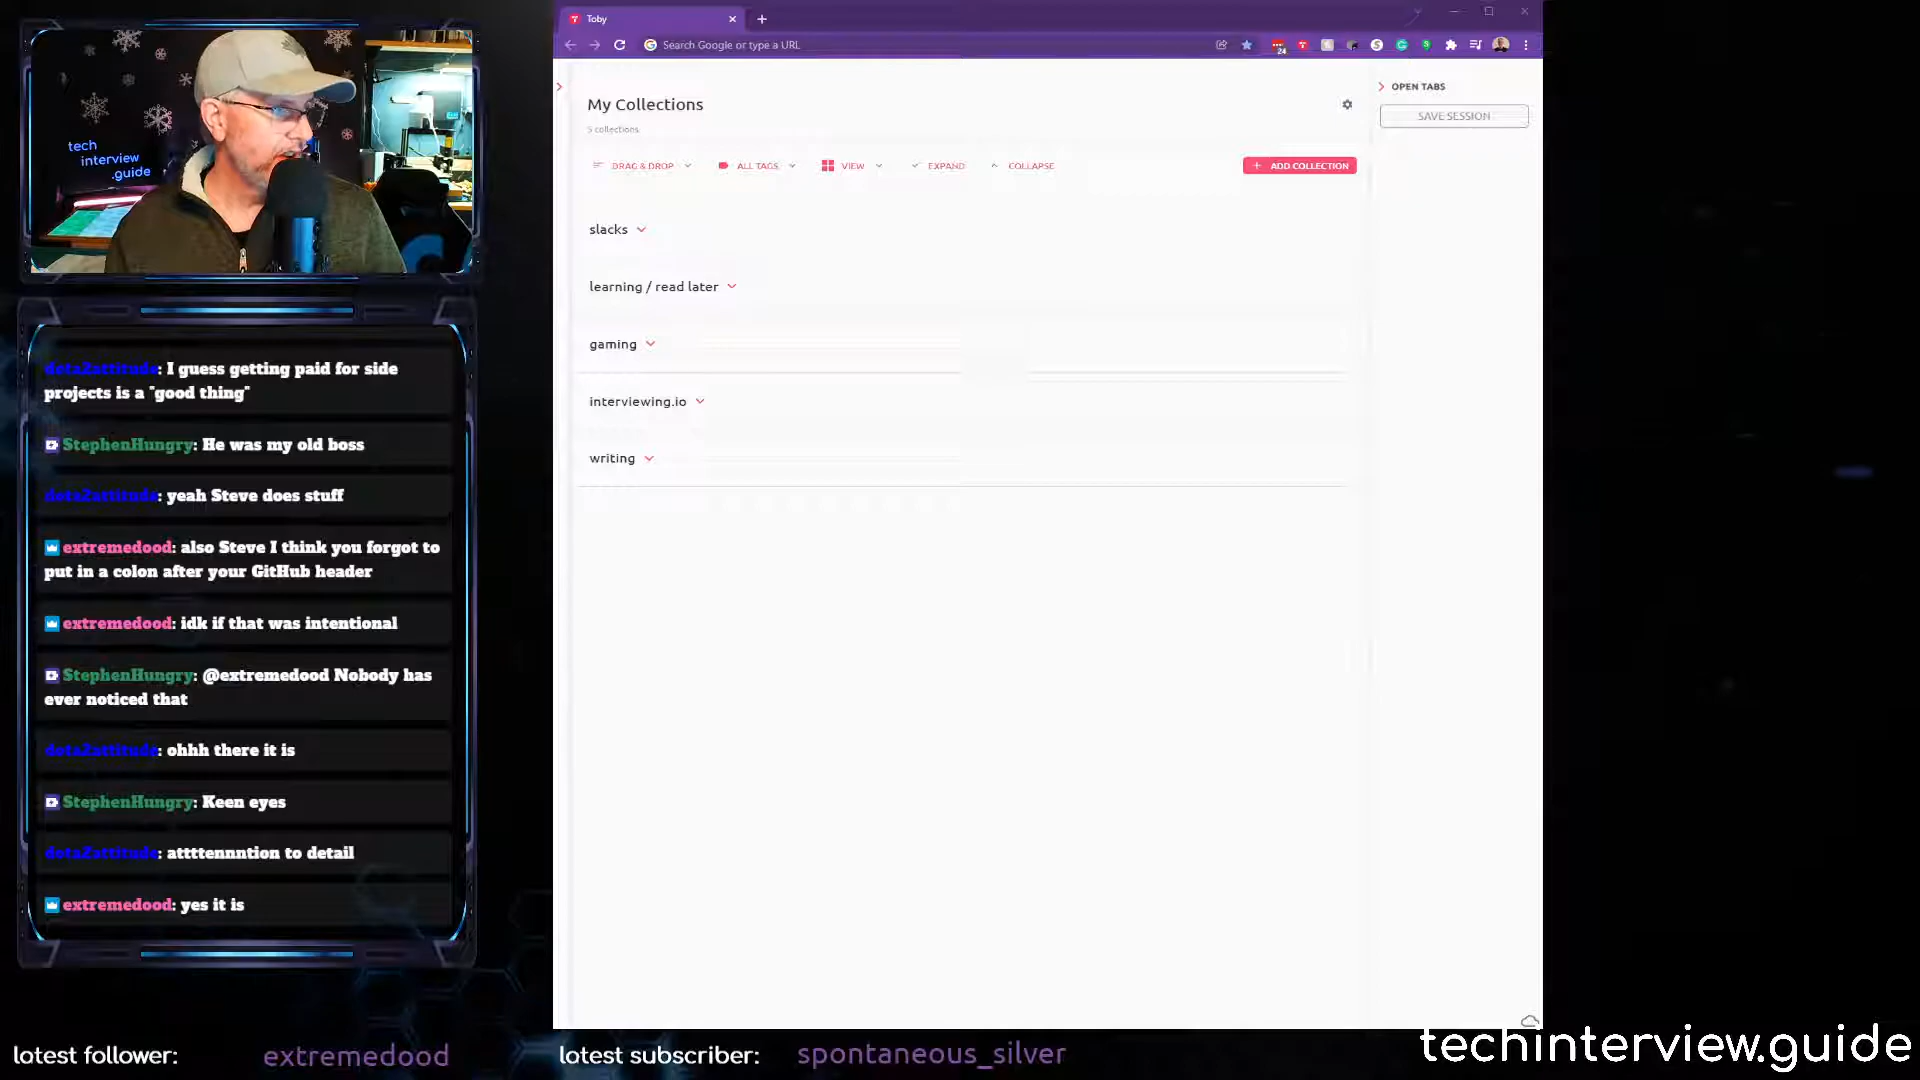 tech
interview
.guide
dota2attitude: I guess getting paid for side
projects is a "good thing"
StephenHungry: He was my old boss
dota2attitude: yeah Steve does stuff
extremedood: also Steve I think you forgot to
put in a colon after your GitHub header
extremedood: idk if that was intentional
StephenHungry: @extremedood Nobody has
ever noticed that
dota2attitude: ohhh there it is
StephenHungry: Keen eyes
dota2attitude: attttennntion to detail
extremedood: yes it is
Toby
Search Google or type a URL
24
My Collections
5 collections
DRAG & DROP
ALL TAGS
VIEW
EXPAND
COLLAPSE
+ ADD COLLECTION
slacks
learning / read later
gaming
interviewing.io
writing
OPEN TABS
SAVE SESSION
latest follower: extremedood
latest subscriber: spontaneous_silver
techinterview.guide